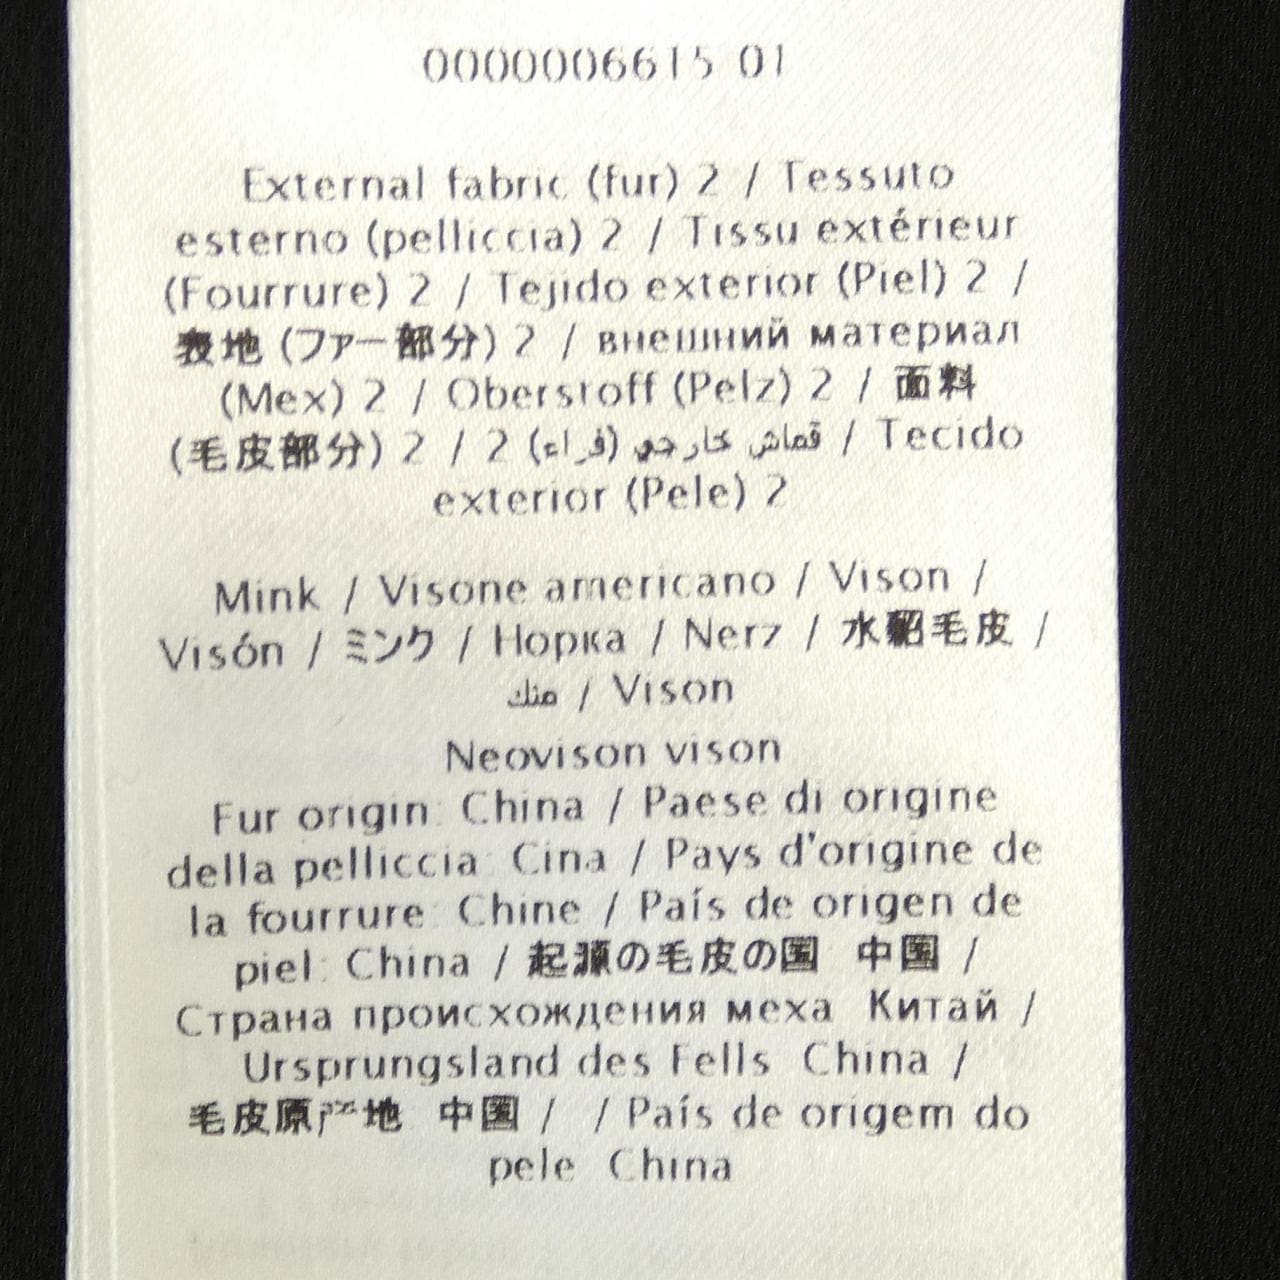 0000006615 01
External fabric (fur) 2 / Tessuto
esterno (pelliccia) 2 / Tissu extérieur
(Fourrure) 2 / Tejido exterior (Piel) 2 /
表地 (ファー部分) 2 / внешний материал
(Мех) 2 / Oberstoff (Pelz) 2 / 面料
(毛皮部分) 2 / 2 (فراء) قماش خارجي / Tecido
exterior (Pele) 2
Mink / Visone americano / Vison /
Visón / ミンク / Норка / Nerz / 水貂毛皮 /
منك / Vison
Neovison vison
Fur origin: China / Paese di origine
della pelliccia: Cina / Pays d'origine de
la fourrure: Chine / País de origen de
piel: China / 起源の毛皮の国 中国 /
Страна происхождения меха Китай /
Ursprungsland des Fells China /
毛皮原产地 中国 / / País de origem do
pele China